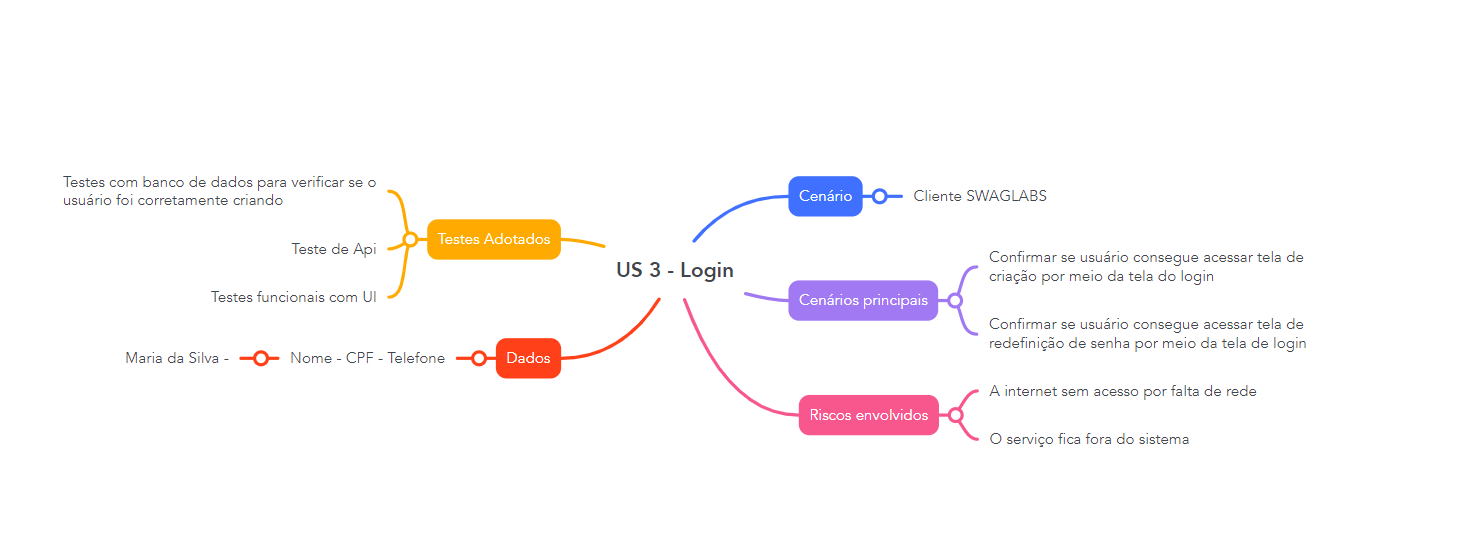 US 3 - Login
Cenário
Cliente SWAGLABS
Cenários principais
Confirmar se usuário consegue acessar tela de
criação por meio da tela do login
Confirmar se usuário consegue acessar tela de
redefinição de senha por meio da tela de login
Riscos envolvidos
A internet sem acesso por falta de rede
O serviço fica fora do sistema
Testes Adotados
Testes com banco de dados para verificar se o
usuário foi corretamente criando
Teste de Api
Testes funcionais com UI
Dados
Nome - CPF - Telefone
Maria da Silva -